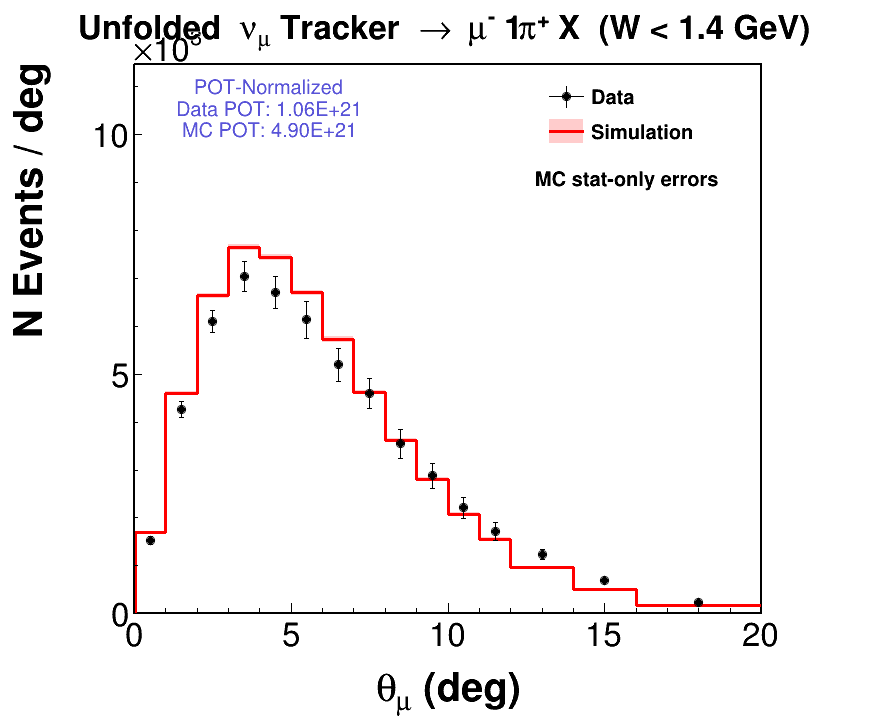 Unfolded ν_μ Tracker → μ⁻ 1π⁺ X (W < 1.4 GeV)
×10³
N Events / deg
POT-Normalized
Data POT: 1.06E+21
MC POT: 4.90E+21
Data
Simulation
MC stat-only errors
10
5
0
0 5 10 15 20
θ_μ (deg)